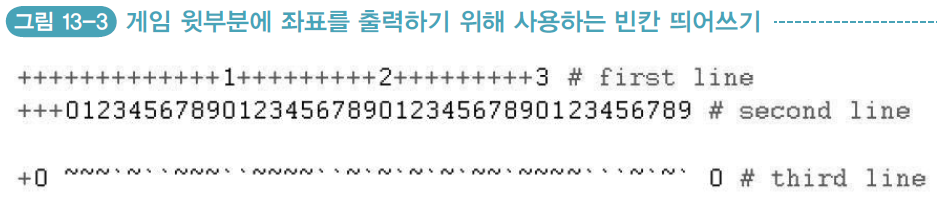 그림 13-3 게임 윗부분에 좌표를 출력하기 위해 사용하는 빈칸 띄어쓰기
+++++++++++++1+++++++++2+++++++++3 # first line
+++0123456789012345678901234567890123456789 # second line
+0 ~~~`~``~~~``~~~~``~`~`~`~`~~`~~~~```~`~` 0 # third line